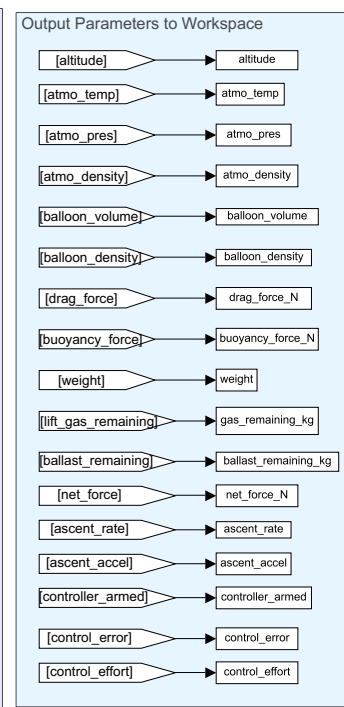 Output Parameters to Workspace
[altitude] altitude
[atmo_temp] atmo_temp
[atmo_pres] atmo_pres
[atmo_density] atmo_density
[balloon_volume] balloon_volume
[balloon_density] balloon_density
[drag_force] drag_force_N
[buoyancy_force] buoyancy_force_N
[weight] weight
[lift_gas_remaining] gas_remaining_kg
[ballast_remaining] ballast_remaining_kg
[net_force] net_force_N
[ascent_rate] ascent_rate
[ascent_accel] ascent_accel
[controller_armed] controller_armed
[control_error] control_error
[control_effort] control_effort